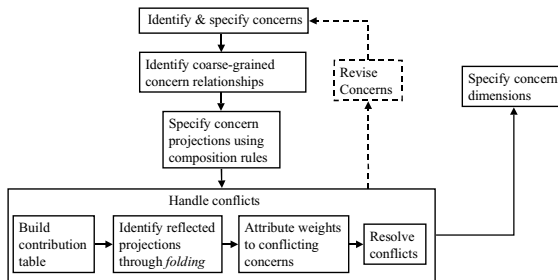 Identify & specify concerns
Identify coarse-grained
concern relationships
Revise
Concerns
Specify concern
dimensions
Specify concern
projections using
composition rules
Handle conflicts
Build
contribution
table
Identify reflected
projections
through folding
Attribute weights
to conflicting
concerns
Resolve
conflicts